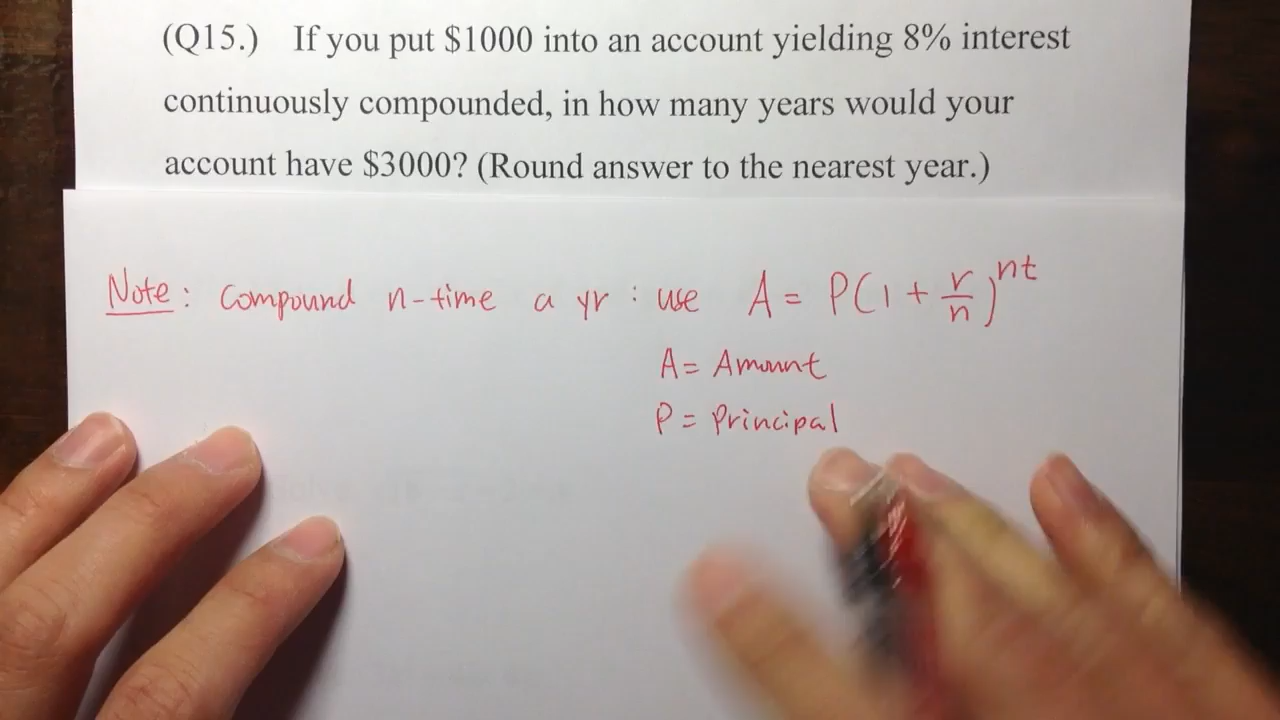 (Q15.) If you put $1000 into an account yielding 8% interest
continuously compounded, in how many years would your
account have $3000? (Round answer to the nearest year.)
Note: Compound n-time a yr : use A = P(1 + r/n)^nt
A = Amount
P = Principal